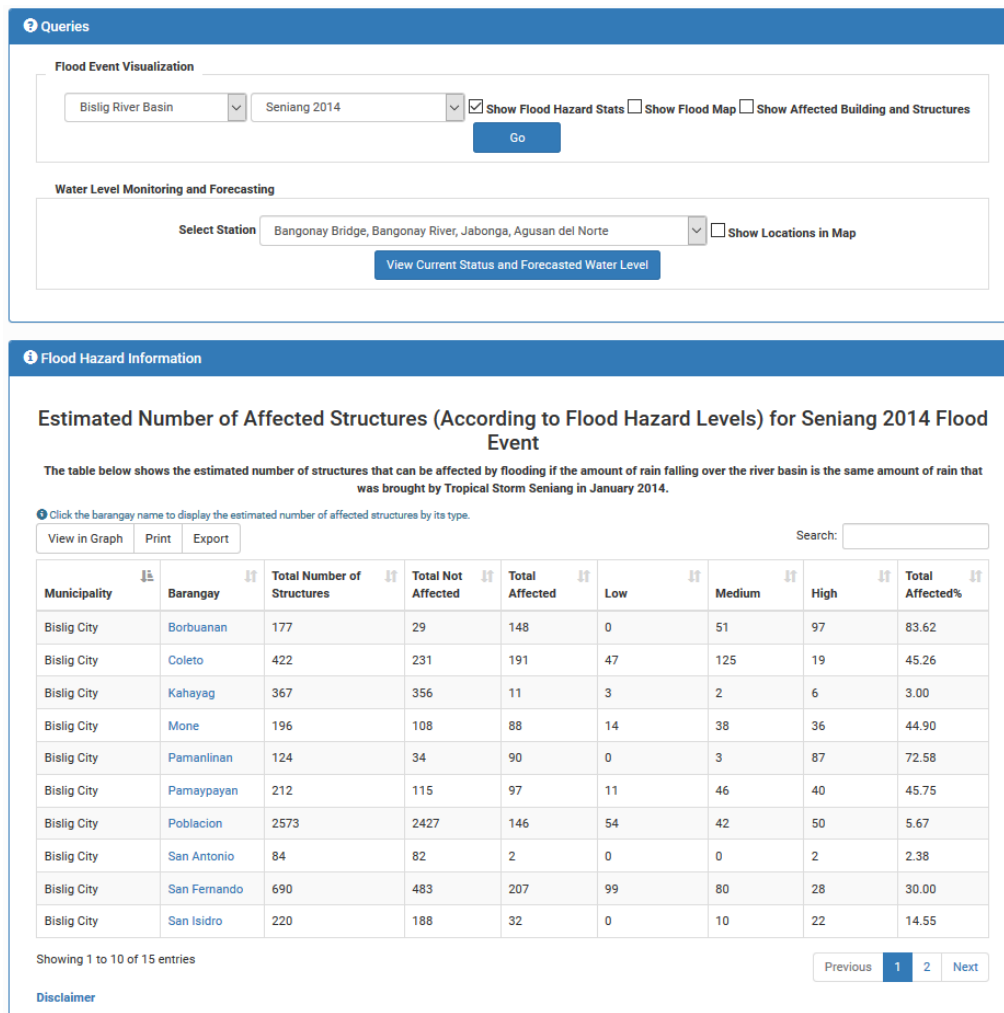 Queries
Flood Event Visualization
Bislig River Basin Seniang 2014 Show Flood Hazard Stats Show Flood Map Show Affected Building and Structures
Go
Water Level Monitoring and Forecasting
Select Station Bangonay Bridge, Bangonay River, Jabonga, Agusan del Norte Show Locations in Map
View Current Status and Forecasted Water Level
Flood Hazard Information
Estimated Number of Affected Structures (According to Flood Hazard Levels) for Seniang 2014 Flood
Event
The table below shows the estimated number of structures that can be affected by flooding if the amount of rain falling over the river basin is the same amount of rain that
was brought by Tropical Storm Seniang in January 2014.
Click the barangay name to display the estimated number of affected structures by its type.
View in Graph Print Export Search:
Municipality Barangay Total Number of Structures Total Not Affected Total Affected Low Medium High Total Affected%
Bislig City Borbuanan 177 29 148 0 51 97 83.62
Bislig City Coleto 422 231 191 47 125 19 45.26
Bislig City Kahayag 367 356 11 3 2 6 3.00
Bislig City Mone 196 108 88 14 38 36 44.90
Bislig City Pamanlinan 124 34 90 0 3 87 72.58
Bislig City Pamaypayan 212 115 97 11 46 40 45.75
Bislig City Poblacion 2573 2427 146 54 42 50 5.67
Bislig City San Antonio 84 82 2 0 0 2 2.38
Bislig City San Fernando 690 483 207 99 80 28 30.00
Bislig City San Isidro 220 188 32 0 10 22 14.55
Showing 1 to 10 of 15 entries
Previous 1 2 Next
Disclaimer